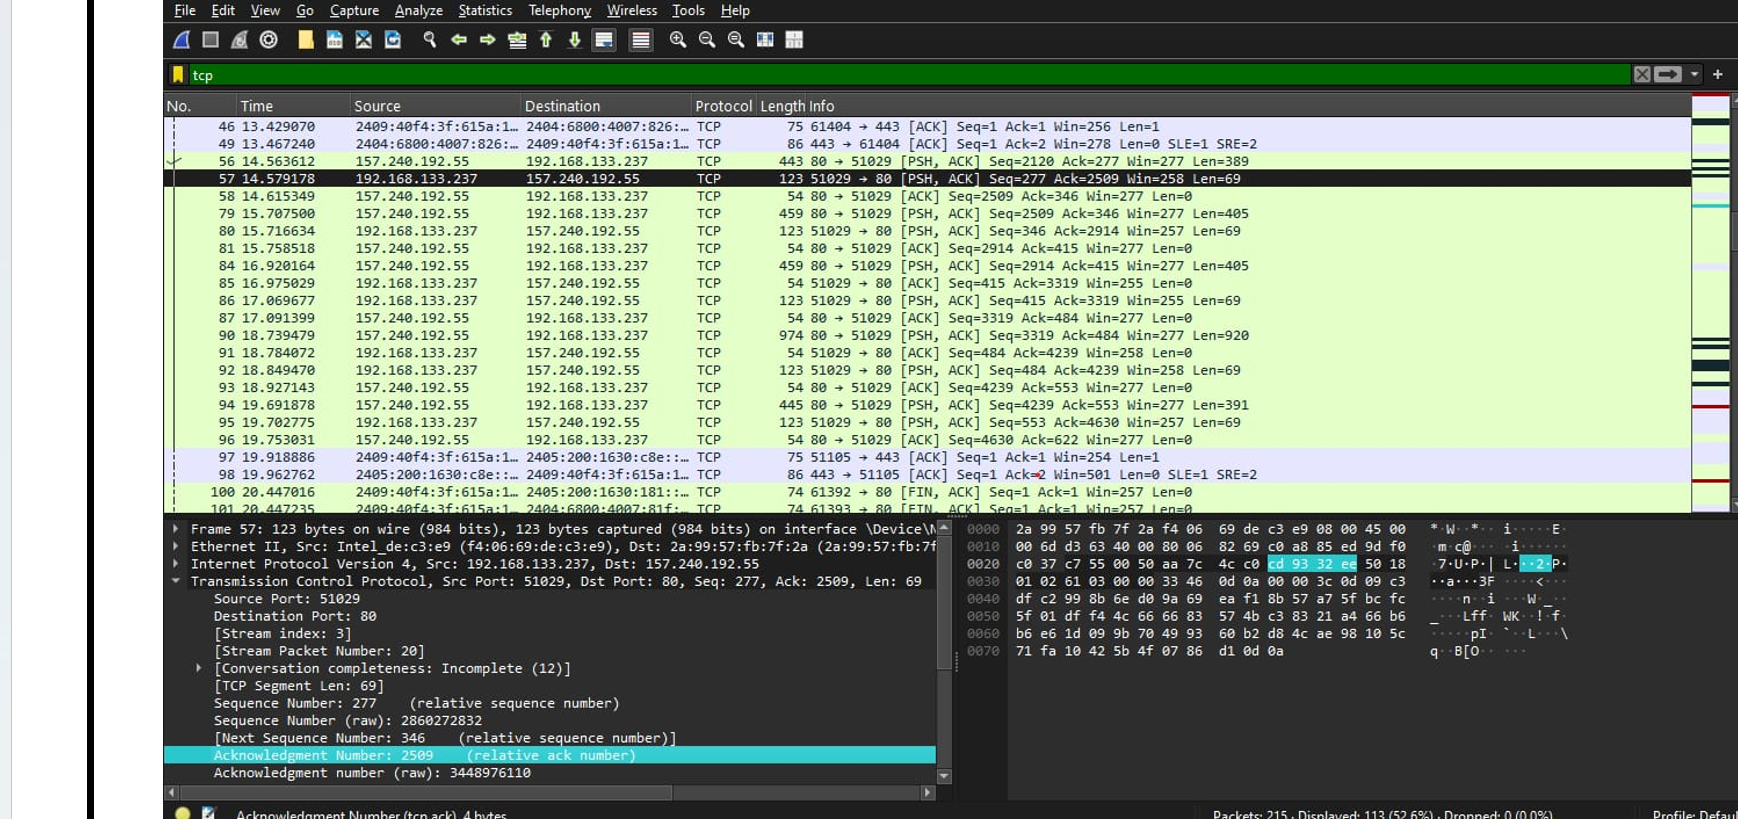 File Edit View Go Capture Analyze Statistics Telephony Wireless Tools Help
tcp
No. Time Source Destination Protocol Length Info
46 13.429070 2409:40f4:3f:615a:1… 2404:6800:4007:826:… TCP 75 61404 → 443 [ACK] Seq=1 Ack=1 Win=256 Len=1
49 13.467240 2404:6800:4007:826:… 2409:40f4:3f:615a:1… TCP 86 443 → 61404 [ACK] Seq=1 Ack=2 Win=278 Len=0 SLE=1 SRE=2
56 14.563612 157.240.192.55 192.168.133.237 TCP 443 80 → 51029 [PSH, ACK] Seq=2120 Ack=277 Win=277 Len=389
57 14.579178 192.168.133.237 157.240.192.55 TCP 123 51029 → 80 [PSH, ACK] Seq=277 Ack=2509 Win=258 Len=69
58 14.615349 157.240.192.55 192.168.133.237 TCP 54 80 → 51029 [ACK] Seq=2509 Ack=346 Win=277 Len=0
79 15.707500 157.240.192.55 192.168.133.237 TCP 459 80 → 51029 [PSH, ACK] Seq=2509 Ack=346 Win=277 Len=405
80 15.716634 192.168.133.237 157.240.192.55 TCP 123 51029 → 80 [PSH, ACK] Seq=346 Ack=2914 Win=257 Len=69
81 15.758518 157.240.192.55 192.168.133.237 TCP 54 80 → 51029 [ACK] Seq=2914 Ack=415 Win=277 Len=0
84 16.920164 157.240.192.55 192.168.133.237 TCP 459 80 → 51029 [PSH, ACK] Seq=2914 Ack=415 Win=277 Len=405
85 16.975029 192.168.133.237 157.240.192.55 TCP 54 51029 → 80 [ACK] Seq=415 Ack=3319 Win=255 Len=0
86 17.069677 192.168.133.237 157.240.192.55 TCP 123 51029 → 80 [PSH, ACK] Seq=415 Ack=3319 Win=255 Len=69
87 17.091399 157.240.192.55 192.168.133.237 TCP 54 80 → 51029 [ACK] Seq=3319 Ack=484 Win=277 Len=0
90 18.739479 157.240.192.55 192.168.133.237 TCP 974 80 → 51029 [PSH, ACK] Seq=3319 Ack=484 Win=277 Len=920
91 18.784072 192.168.133.237 157.240.192.55 TCP 54 51029 → 80 [ACK] Seq=484 Ack=4239 Win=258 Len=0
92 18.849470 192.168.133.237 157.240.192.55 TCP 123 51029 → 80 [PSH, ACK] Seq=484 Ack=4239 Win=258 Len=69
93 18.927143 157.240.192.55 192.168.133.237 TCP 54 80 → 51029 [ACK] Seq=4239 Ack=553 Win=277 Len=0
94 19.691878 157.240.192.55 192.168.133.237 TCP 445 80 → 51029 [PSH, ACK] Seq=4239 Ack=553 Win=277 Len=391
95 19.702775 192.168.133.237 157.240.192.55 TCP 123 51029 → 80 [PSH, ACK] Seq=553 Ack=4630 Win=257 Len=69
96 19.753031 157.240.192.55 192.168.133.237 TCP 54 80 → 51029 [ACK] Seq=4630 Ack=622 Win=277 Len=0
97 19.918886 2409:40f4:3f:615a:1… 2405:200:1630:c8e::… TCP 75 51105 → 443 [ACK] Seq=1 Ack=1 Win=254 Len=1
98 19.962762 2405:200:1630:c8e::… 2409:40f4:3f:615a:1… TCP 86 443 → 51105 [ACK] Seq=1 Ack=2 Win=501 Len=0 SLE=1 SRE=2
100 20.447016 2409:40f4:3f:615a:1… 2405:200:1630:181::… TCP 74 61392 → 80 [FIN, ACK] Seq=1 Ack=1 Win=257 Len=0
101 20.447235 2409:40f4:3f:615a:1… 2404:6800:4007:81f:… TCP 74 61393 → 80 [FIN, ACK] Seq=1 Ack=1 Win=255 Len=0
Frame 57: 123 bytes on wire (984 bits), 123 bytes captured (984 bits) on interface \Device\N
Ethernet II, Src: Intel_de:c3:e9 (f4:06:69:de:c3:e9), Dst: 2a:99:57:fb:7f:2a (2a:99:57:fb:7f
Internet Protocol Version 4, Src: 192.168.133.237, Dst: 157.240.192.55
Transmission Control Protocol, Src Port: 51029, Dst Port: 80, Seq: 277, Ack: 2509, Len: 69
Source Port: 51029
Destination Port: 80
[Stream index: 3]
[Stream Packet Number: 20]
[Conversation completeness: Incomplete (12)]
[TCP Segment Len: 69]
Sequence Number: 277 (relative sequence number)
Sequence Number (raw): 2860272832
[Next Sequence Number: 346 (relative sequence number)]
Acknowledgment Number: 2509 (relative ack number)
Acknowledgment number (raw): 3448976110
0000 2a 99 57 fb 7f 2a f4 06 69 de c3 e9 08 00 45 00 *·W··*·· i·····E·
0010 00 6d d3 63 40 00 80 06 82 69 c0 a8 85 ed 9d f0 ·m·c@··· ·i······
0020 c0 37 c7 55 00 50 aa 7c 4c c0 cd 93 32 ee 50 18 ·7·U·P·| L···2·P·
0030 01 02 61 03 00 00 33 46 0d 0a 00 00 3c 0d 09 c3 ··a···3F ····<···
0040 df c2 99 8b 6e d0 9a 69 ea f1 8b 57 a7 5f bc fc ····n··i ···W·_··
0050 5f 01 df f4 4c 66 66 83 57 4b c3 83 21 a4 66 b6 _···Lff· WK··!·f·
0060 b6 e6 1d 09 9b 70 49 93 60 b2 d8 4c ae 98 10 5c ·····pI· `··L···\
0070 71 fa 10 42 5b 4f 07 86 d1 0d 0a q··B[O·· ···
Acknowledgment Number (tcp.ack), 4 bytes
Packets: 215 · Displayed: 113 (52.6%) · Dropped: 0 (0.0%)
Profile: Defau